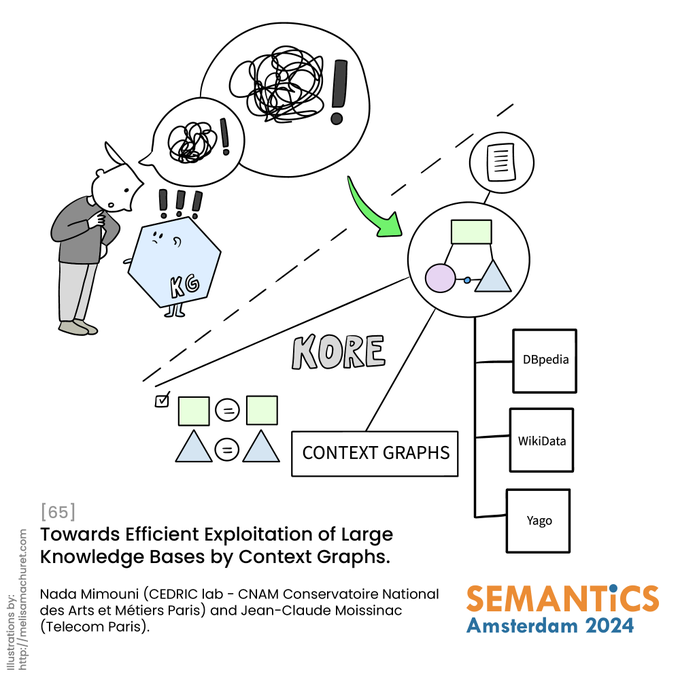 !
!
! ! !
KG
KORE
=
=
CONTEXT GRAPHS
DBpedia
WikiData
Yago
[65]
Towards Efficient Exploitation of Large
Knowledge Bases by Context Graphs.
Nada Mimouni (CEDRIC lab - CNAM Conservatoire National
des Arts et Métiers Paris) and Jean-Claude Moissinac
(Telecom Paris).
SEMANTiCS
Amsterdam 2024
Illustrations by:
http://melisamachuret.com